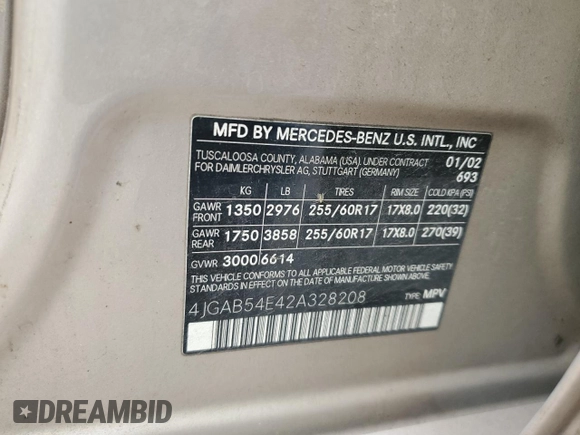 MFD BY MERCEDES-BENZ U.S. INTL., INC
TUSCALOOSA COUNTY, ALABAMA (USA). UNDER CONTRACT 01/02
FOR DAIMLERCHRYSLER AG, STUTTGART (GERMANY) 693
KG LB TIRES RIM SIZE COLD KPA (PSI)
GAWR FRONT 1350 2976 255/60R17 17X8.0 220(32)
GAWR REAR 1750 3858 255/60R17 17X8.0 270(39)
GVWR 3000 6614
THIS VEHICLE CONFORMS TO ALL APPLICABLE FEDERAL MOTOR VEHICLE SAFETY
STANDARDS IN EFFECT ON THE DATE OF MANUFACTURE SHOWN ABOVE.
4JGAB54E42A328208 TYPE: MPV
DREAMBID